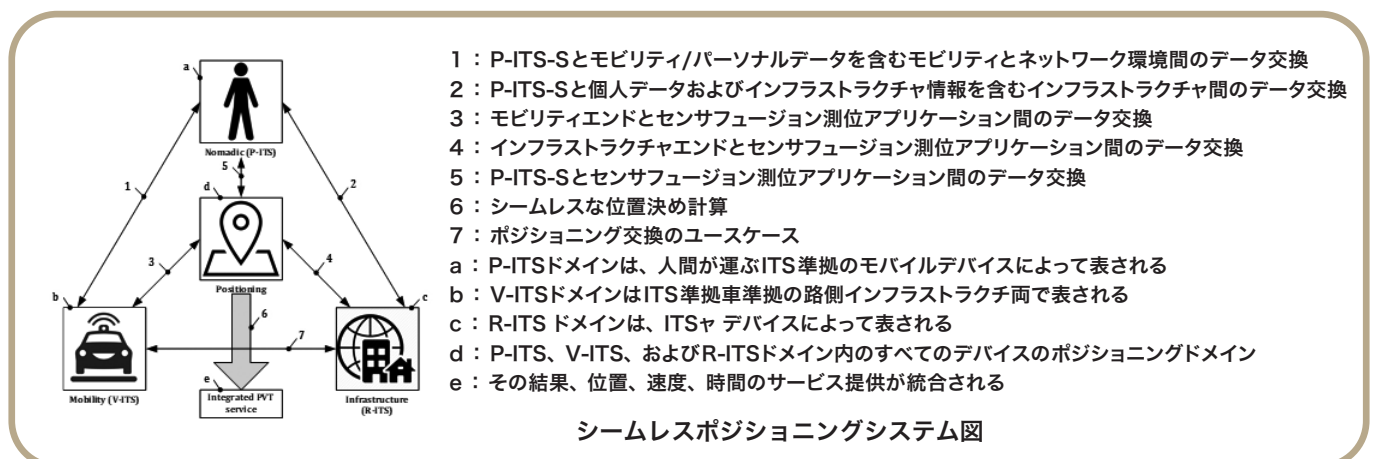 a
Nomadic (P-ITS)
5
d
1
2
3
4
Positioning
b
c
6
7
e
Mobility (V-ITS)
Integrated PVT
service
Infrastructure
(R-ITS)
1：P-ITS-Sとモビリティ/パーソナルデータを含むモビリティとネットワーク環境間のデータ交換
2：P-ITS-Sと個人データおよびインフラストラクチャ情報を含むインフラストラクチャ間のデータ交換
3：モビリティエンドとセンサフュージョン測位アプリケーション間のデータ交換
4：インフラストラクチャエンドとセンサフュージョン測位アプリケーション間のデータ交換
5：P-ITS-Sとセンサフュージョン測位アプリケーション間のデータ交換
6：シームレスな位置決め計算
7：ポジショニング交換のユースケース
a：P-ITSドメインは、人間が運ぶITS準拠のモバイルデバイスによって表される
b：V-ITSドメインはITS準拠車準拠の路側インフラストラクチ両で表される
c：R-ITS ドメインは、ITSャ デバイスによって表される
d：P-ITS、V-ITS、およびR-ITSドメイン内のすべてのデバイスのポジショニングドメイン
e：その結果、位置、速度、時間のサービス提供が統合される
シームレスポジショニングシステム図